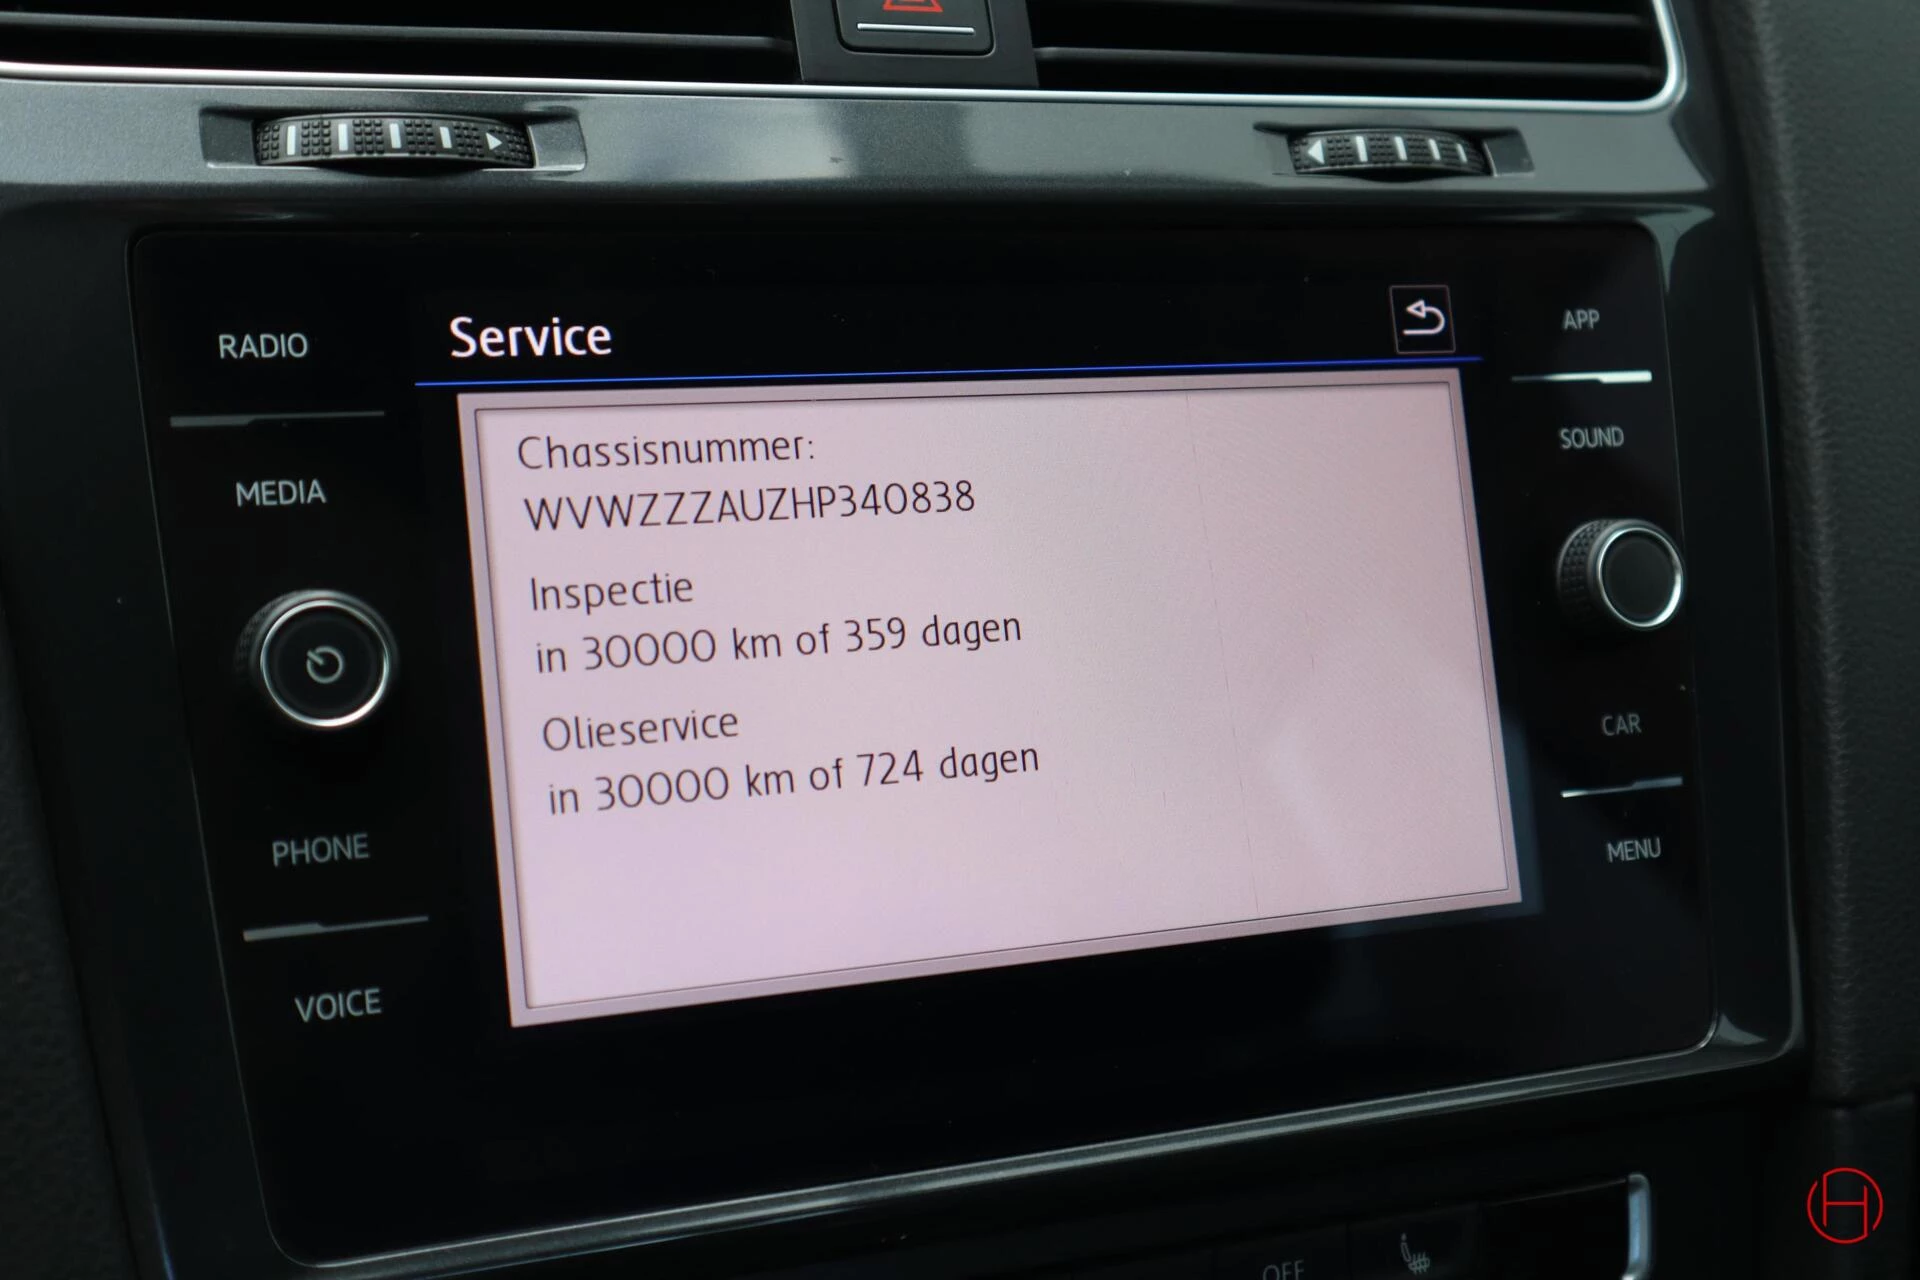 RADIO
MEDIA
PHONE
VOICE
Service
Chassisnummer:
WVWZZZAUZHP340838
Inspectie
in 30000 km of 359 dagen
Olieservice
in 30000 km of 724 dagen
APP
SOUND
CAR
MENU
OFF
H